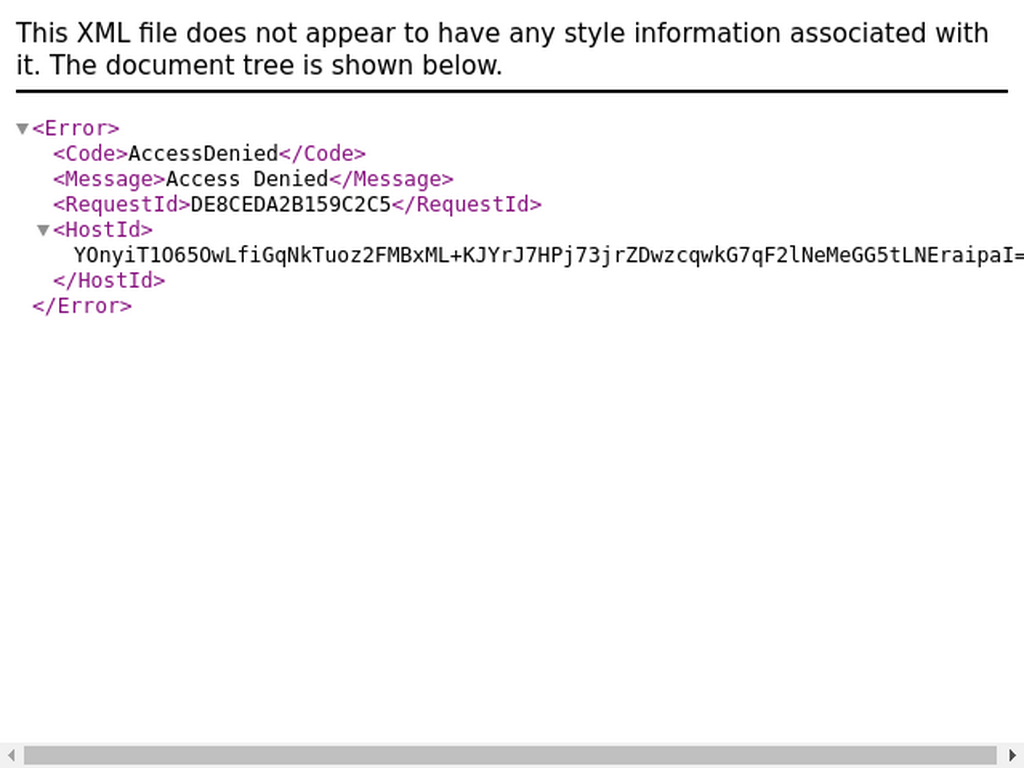 This XML file does not appear to have any style information associated with
it. The document tree is shown below.
<Error>
<Code>AccessDenied</Code>
<Message>Access Denied</Message>
<RequestId>DE8CEDA2B159C2C5</RequestId>
<HostId>
YOnyiT1O65OwLfiGqNkTuoz2FMBxML+KJYrJ7HPj73jrZDwzcqwkG7qF2lNeMeGG5tLNEraipaI=
</HostId>
</Error>